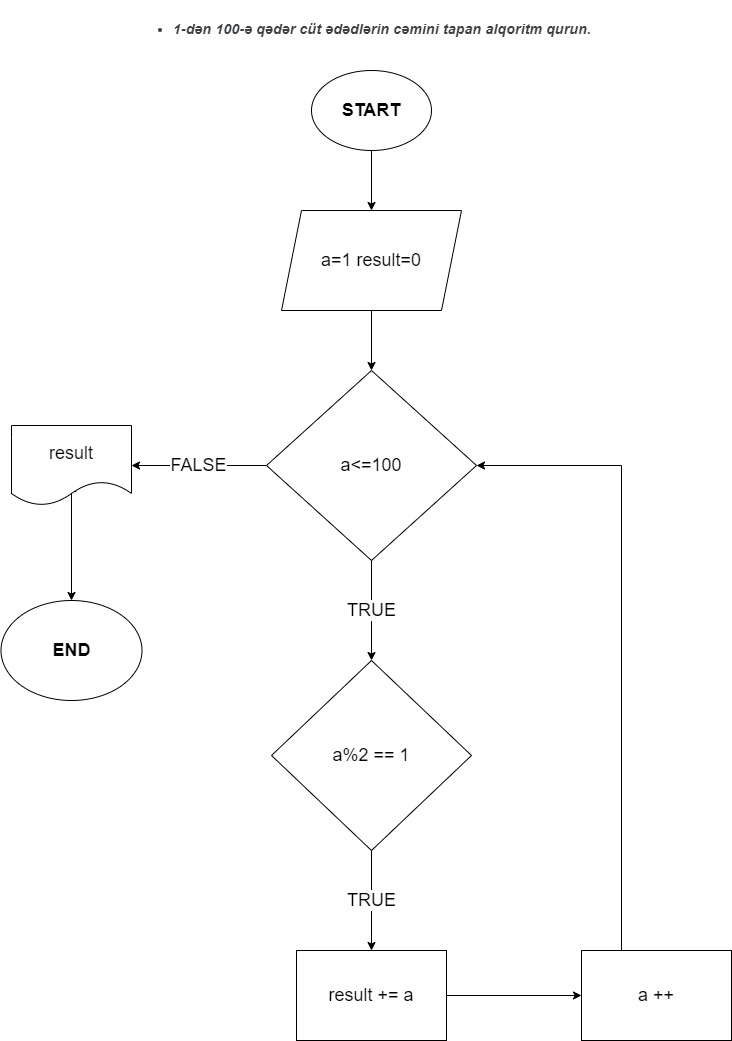 1-dən 100-ə qədər cüt ədədlərin cəmini tapan alqoritm qurun.
START
a=1 result=0
a<=100
FALSE
result
END
TRUE
a%2 == 1
TRUE
result += a
a ++